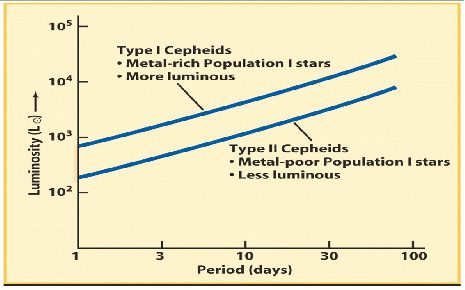 10⁵
Type I Cepheids
• Metal-rich Population I stars
• More luminous
10⁴
10³
Type II Cepheids
• Metal-poor Population I stars
• Less luminous
10²
Luminosity (L⊙) →
1 3 10 30 100
Period (days)